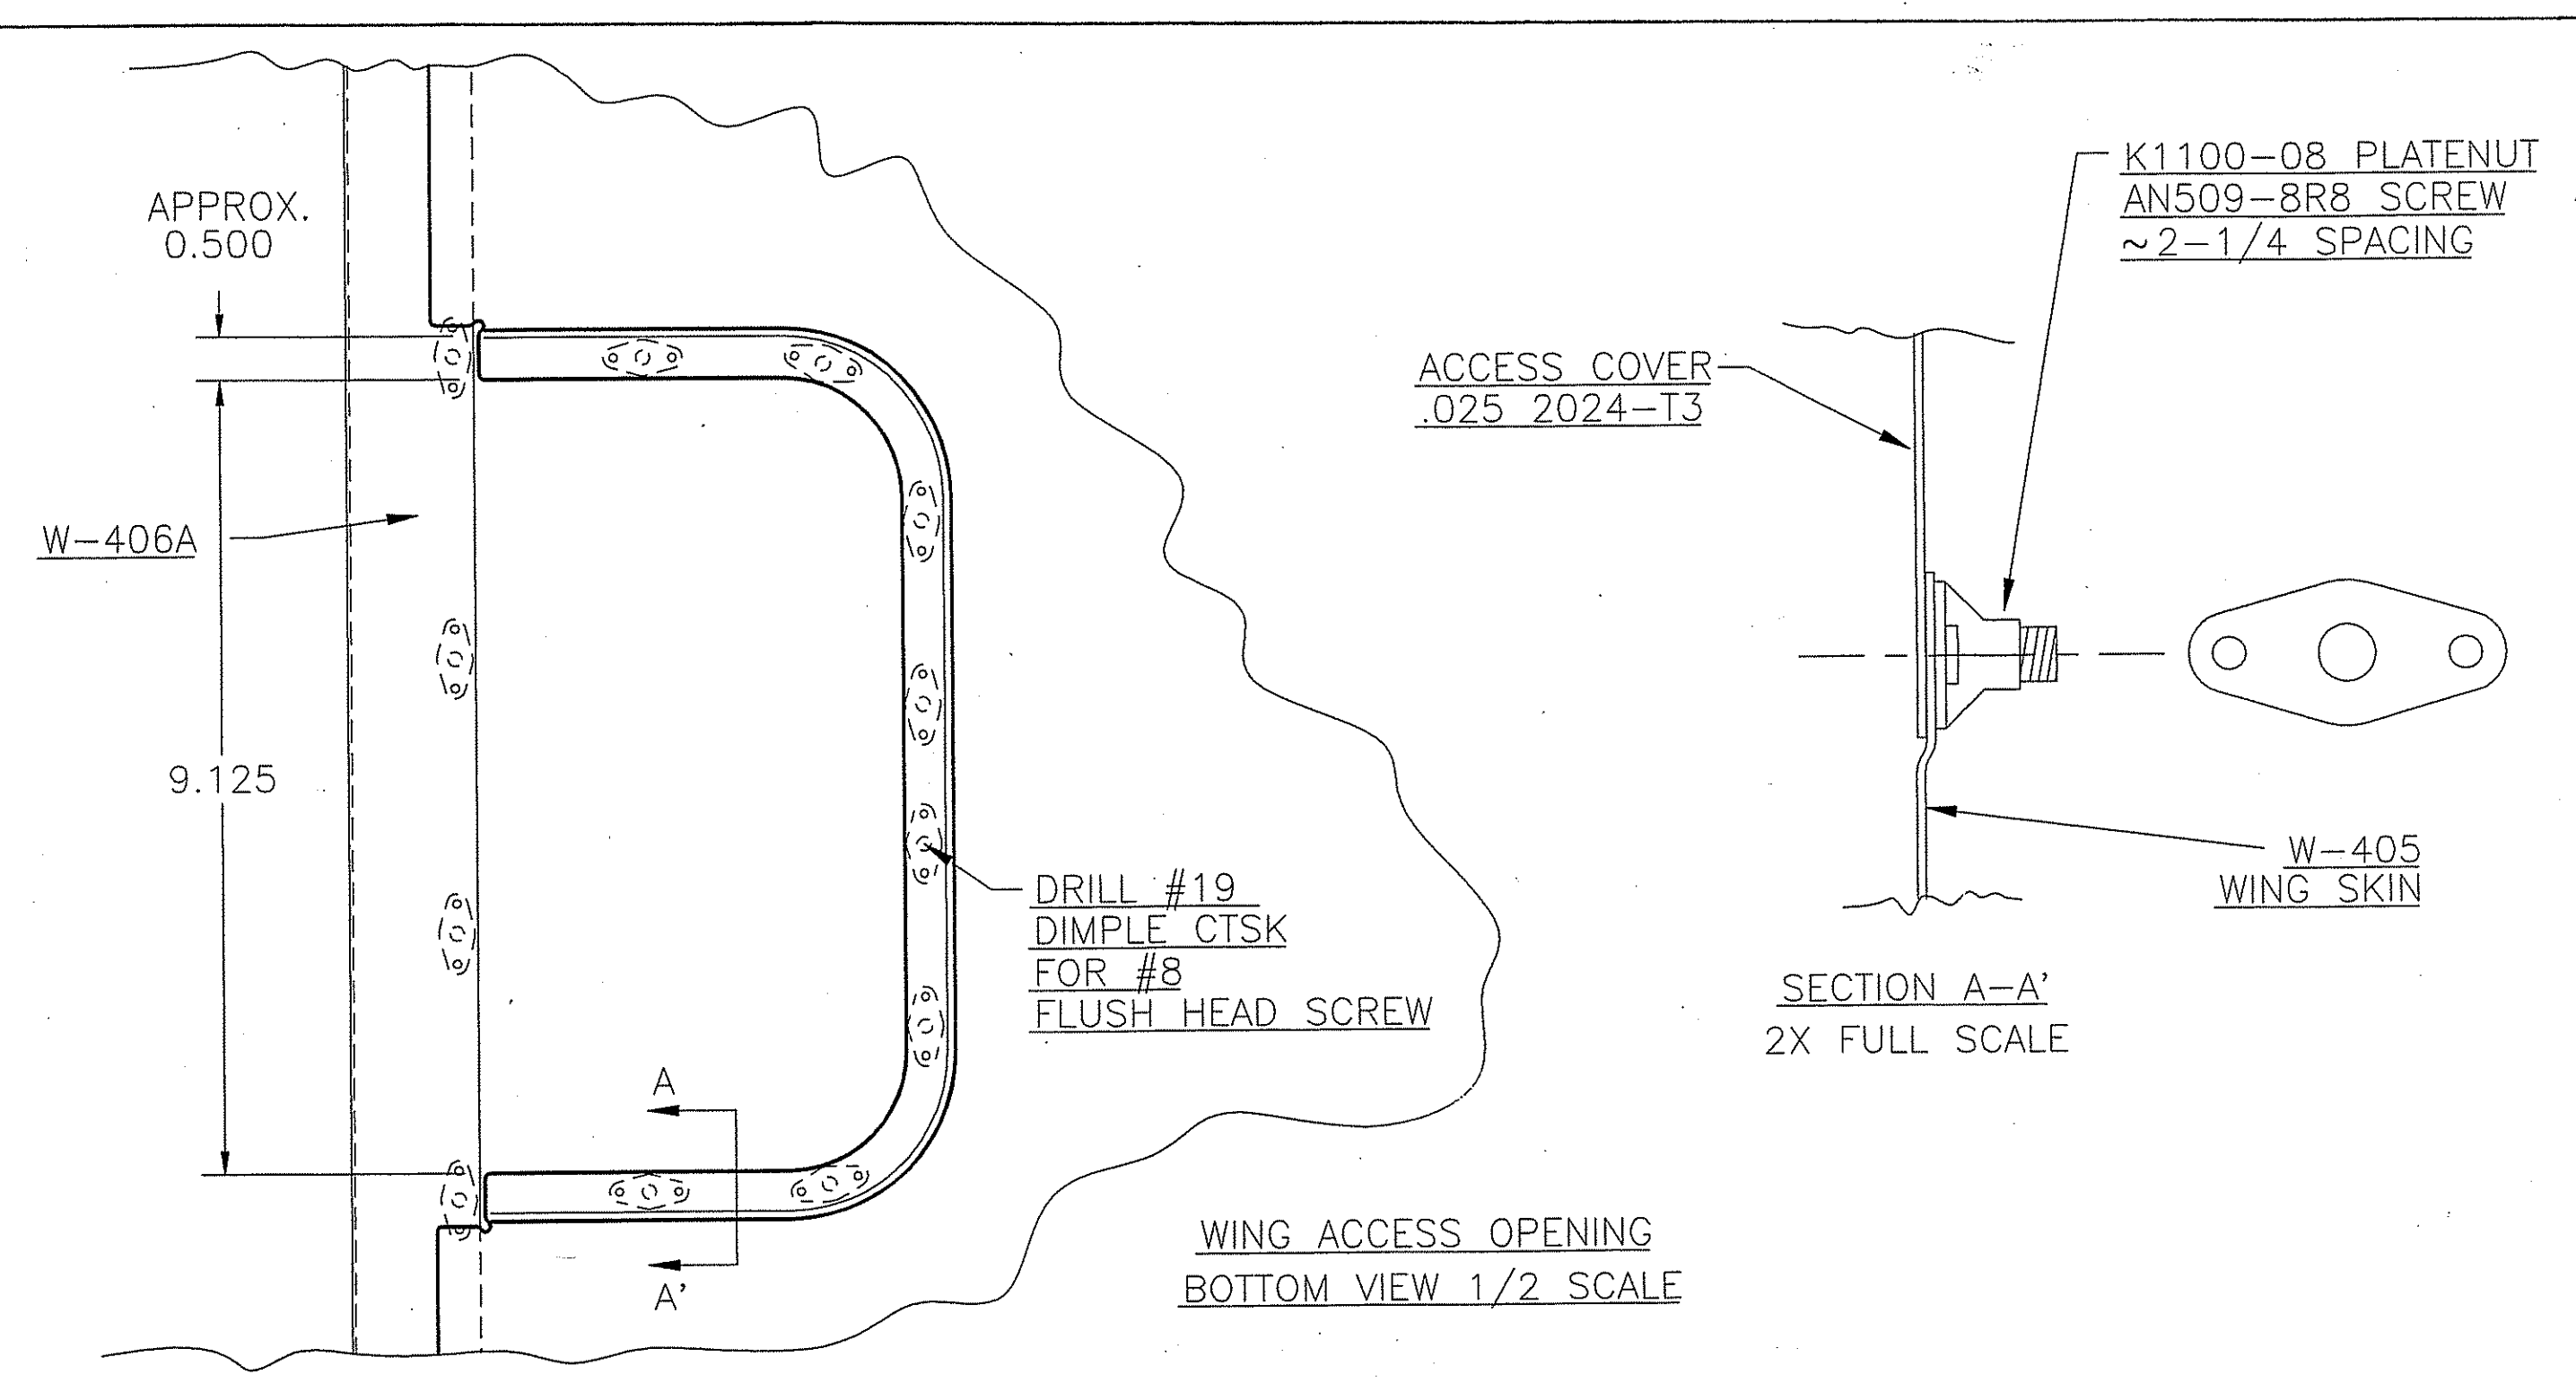 APPROX.
0.500
W-406A
9.125
A
A'
DRILL #19
DIMPLE CTSK
FOR #8
FLUSH HEAD SCREW
WING ACCESS OPENING
BOTTOM VIEW 1/2 SCALE
K1100-08 PLATENUT
AN509-8R8 SCREW
~2-1/4 SPACING
ACCESS COVER
.025 2024-T3
W-405
WING SKIN
SECTION A-A'
2X FULL SCALE